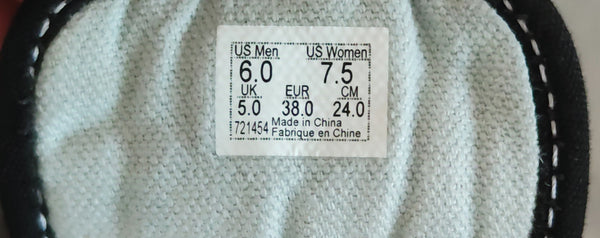 US Men US Women
6.0 7.5
UK EUR CM
5.0 38.0 24.0
721454 Made in China
Fabrique en Chine